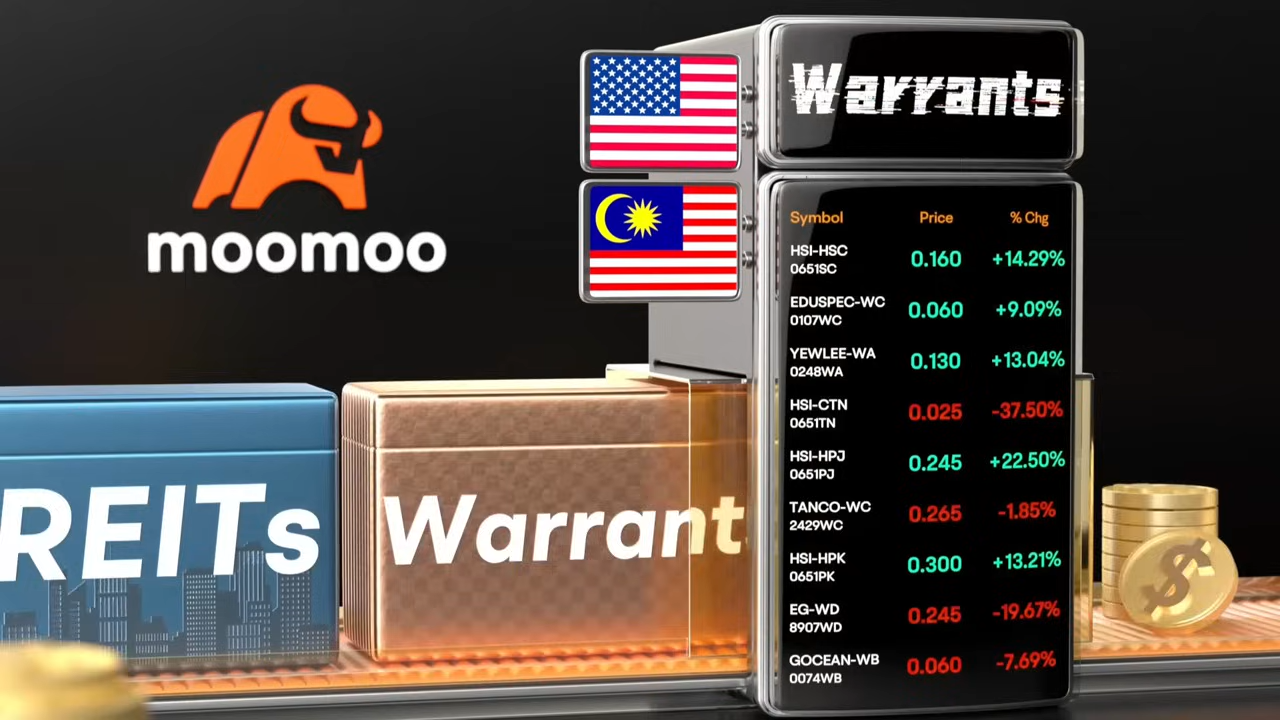 moomoo
REITs
Warrant
Warrants
Symbol Price % Chg
HSI-HSC 0.160 +14.29%
0651SC
EDUSPEC-WC 0.060 +9.09%
0107WC
YEWLEE-WA 0.130 +13.04%
0248WA
HSI-CTN 0.025 -37.50%
0651TN
HSI-HPJ 0.245 +22.50%
0651PJ
TANCO-WC 0.265 -1.85%
2429WC
HSI-HPK 0.300 +13.21%
0651PK
EG-WD 0.245 -19.67%
8907WD
GOCEAN-WB 0.060 -7.69%
0074WB
$